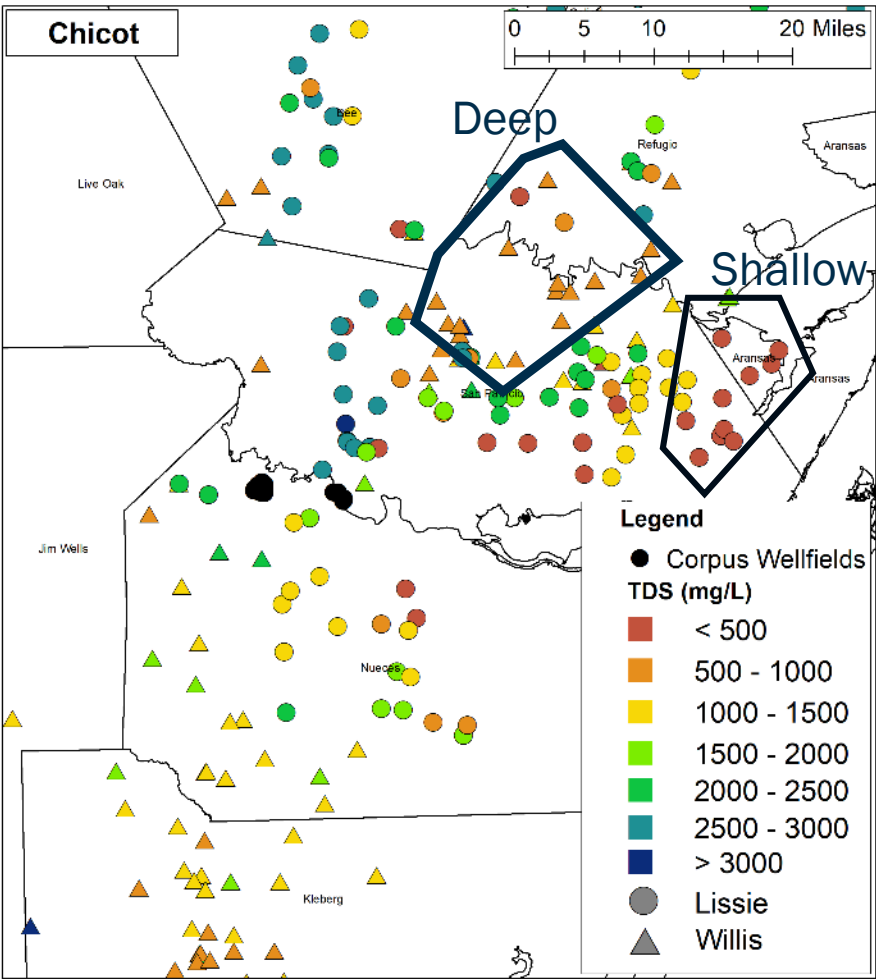 Chicot
0 5 10 20 Miles
Deep
Bee
Refugio
Aransas
Live Oak
Shallow
Aransas
Aransas
San Patricio
Legend
Corpus Wellfields
Jim Wells
TDS (mg/L)
< 500
500 - 1000
Nueces
1000 - 1500
1500 - 2000
2000 - 2500
2500 - 3000
> 3000
Kleberg
Lissie
Willis